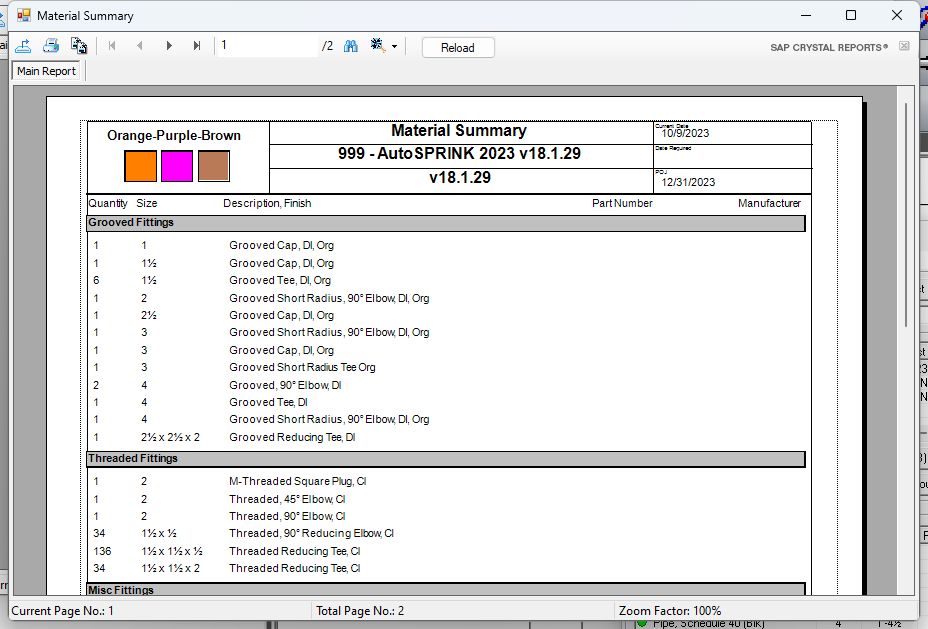 Material Summary
1 /2 Reload SAP CRYSTAL REPORTS®
Main Report
Orange-Purple-Brown
Material Summary
999 - AutoSPRINK 2023 v18.1.29
v18.1.29
Current Date
10/9/2023
Date Required
POJ
12/31/2023
Quantity Size Description, Finish Part Number Manufacturer
Grooved Fittings
1 1 Grooved Cap, DI, Org
1 1½ Grooved Cap, DI, Org
6 1½ Grooved Tee, DI, Org
1 2 Grooved Short Radius, 90° Elbow, DI, Org
1 2½ Grooved Cap, DI, Org
1 3 Grooved Short Radius, 90° Elbow, DI, Org
1 3 Grooved Cap, DI, Org
1 3 Grooved Short Radius Tee Org
2 4 Grooved, 90° Elbow, DI
1 4 Grooved Tee, DI
1 4 Grooved Short Radius, 90° Elbow, DI, Org
1 2½ x 2½ x 2 Grooved Reducing Tee, DI
Threaded Fittings
1 2 M-Threaded Square Plug, CI
1 2 Threaded, 45° Elbow, CI
1 2 Threaded, 90° Elbow, CI
34 1½ x ½ Threaded, 90° Reducing Elbow, CI
136 1½ x 1½ x ½ Threaded Reducing Tee, CI
34 1½ x 1½ x 2 Threaded Reducing Tee, CI
Misc Fittings
Current Page No.: 1 Total Page No.: 2 Zoom Factor: 100%
Pipe, Schedule 40 (Blk) 4 1 -4½